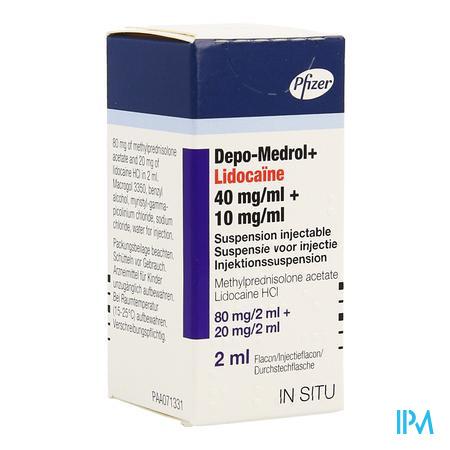 Pfizer
Depo-Medrol+
Lidocaïne
40 mg/ml +
10 mg/ml
Suspension injectable
Suspensie voor injectie
Injektionssuspension
Methylprednisolone acetate
Lidocaine HCl
80 mg/2 ml +
20 mg/2 ml
2 ml
Flacon/Injectieflacon/
Durchstechflasche
IN SITU
80 mg of methylprednisolone
acetate and 20 mg of
lidocaine HCl in 2 ml.
Macrogol 3350, benzyl
alcohol, myristyl-gamma-
picolinium chloride, sodium
chloride, water for injection.
Packungsbeilage beachten.
Schütteln vor Gebrauch.
Arzneimittel für Kinder
unzugänglich aufbewahren.
Bei Raumtemperatur
(15-25°C) aufbewahren.
Verschreibungspflichtig.
PAA071331
IPM